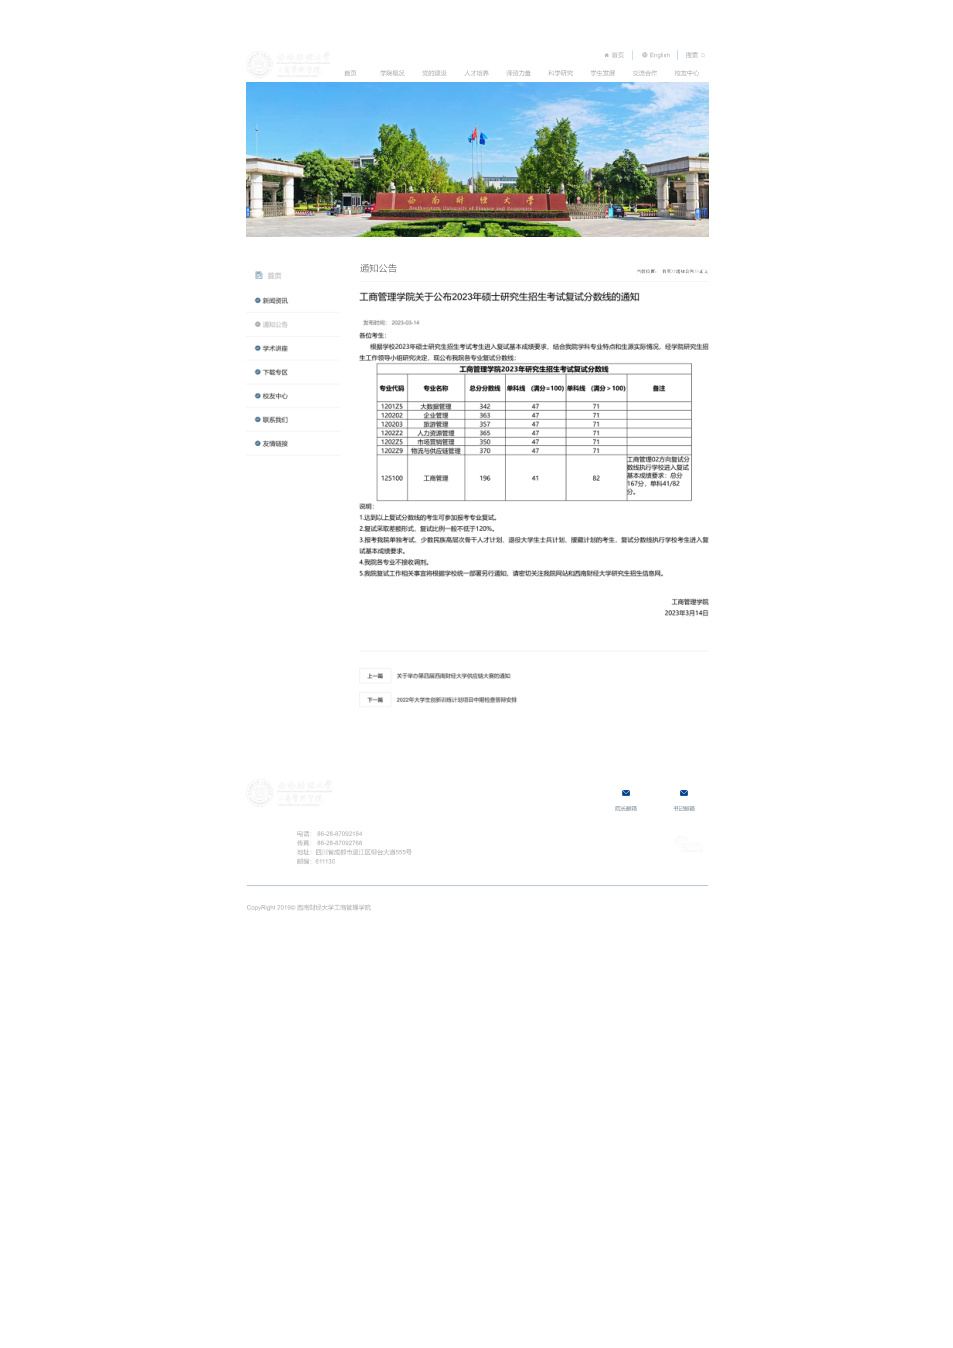 首页
English
搜索
首页 学院概况 党的建设 人才培养 师资力量 科学研究 学生发展 交流合作 校友中心
西南财经大学
Southwestern University of Finance and Economics
首页
新闻资讯
通知公告
学术讲座
下载专区
校友中心
联系我们
友情链接
通知公告
当前位置： 首页>>通知公告>>正文
工商管理学院关于公布2023年硕士研究生招生考试复试分数线的通知
发布时间： 2023-03-14
各位考生：
根据学校2023年硕士研究生招生考试考生进入复试基本成绩要求，结合我院学科专业特点和生源实际情况，经学院研究生招
生工作领导小组研究决定，现公布我院各专业复试分数线：
工商管理学院2023年研究生招生考试复试分数线
专业代码 专业名称 总分分数线 单科线 （满分=100） 单科线 （满分＞100） 备注
1201Z5 大数据管理 342 47 71
120202 企业管理 363 47 71
120203 旅游管理 357 47 71
1202Z2 人力资源管理 365 47 71
1202Z5 市场营销管理 350 47 71
1202Z9 物流与供应链管理 370 47 71
125100 工商管理 196 41 82
工商管理02方向复试分
数线执行学校进入复试
基本成绩要求：总分
167分，单科41/82
分。
说明：
1.达到以上复试分数线的考生可参加报考专业复试。
2.复试采取差额形式，复试比例一般不低于120%。
3.报考我院单独考试、少数民族高层次骨干人才计划、退役大学生士兵计划、援藏计划的考生，复试分数线执行学校考生进入复
试基本成绩要求。
4.我院各专业不接收调剂。
5.我院复试工作相关事宜将根据学校统一部署另行通知，请密切关注我院网站和西南财经大学研究生招生信息网。
工商管理学院
2023年3月14日
上一篇 关于举办第四届西南财经大学供应链大赛的通知
下一篇 2022年大学生创新训练计划项目中期检查答辩安排
院长邮箱 书记邮箱
电话： 86-28-87092184
传真： 86-28-87092768
地址： 四川省成都市温江区柳台大道555号
邮编： 611130
CopyRight 2019© 西南财经大学工商管理学院